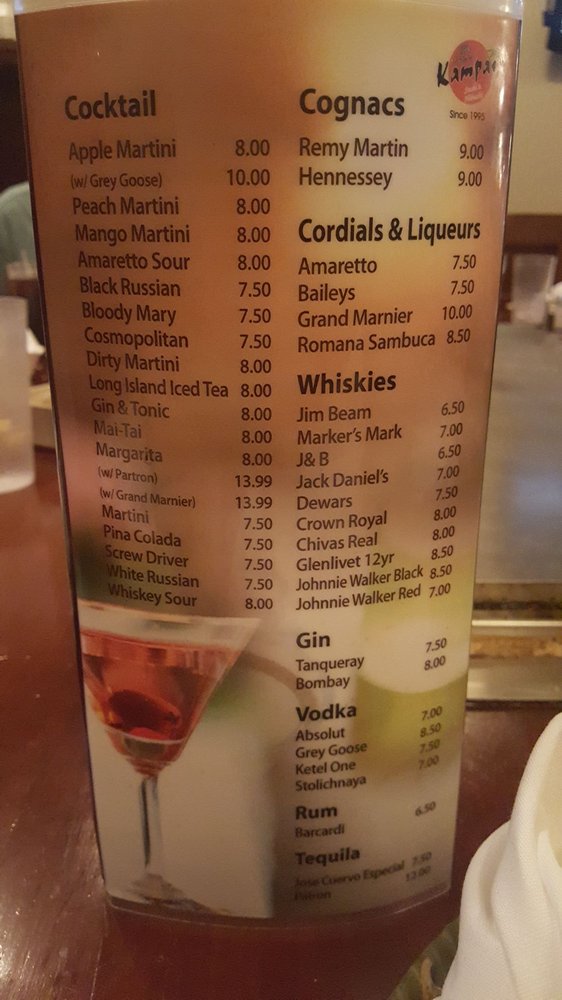 Cocktail
Apple Martini 8.00
(w/ Grey Goose) 10.00
Peach Martini 8.00
Mango Martini 8.00
Amaretto Sour 8.00
Black Russian 7.50
Bloody Mary 7.50
Cosmopolitan 7.50
Dirty Martini 8.00
Long Island Iced Tea 8.00
Gin & Tonic 8.00
Mai-Tai 8.00
Margarita 8.00
(w/ Partron) 13.99
(w/ Grand Marnier) 13.99
Martini 7.50
Pina Colada 7.50
Screw Driver 7.50
White Russian 7.50
Whiskey Sour 8.00
Since 1995
Cognacs
Remy Martin 9.00
Hennessey 9.00
Cordials & Liqueurs
Amaretto 7.50
Baileys 7.50
Grand Marnier 10.00
Romana Sambuca 8.50
Whiskies
Jim Beam 6.50
Marker's Mark 7.00
J& B 6.50
Jack Daniel's 7.00
Dewars 7.50
Crown Royal 8.00
Chivas Real 8.00
Glenlivet 12yr 8.50
Johnnie Walker Black 8.50
Johnnie Walker Red 7.00
Gin
Tanqueray 7.50
Bombay 8.00
Vodka
Absolut 7.00
Grey Goose 8.50
Ketel One 7.50
Stolichnaya 7.00
Rum
Barcardi 6.50
Tequila
Jose Cuervo Especial 7.50
Patron 12.00